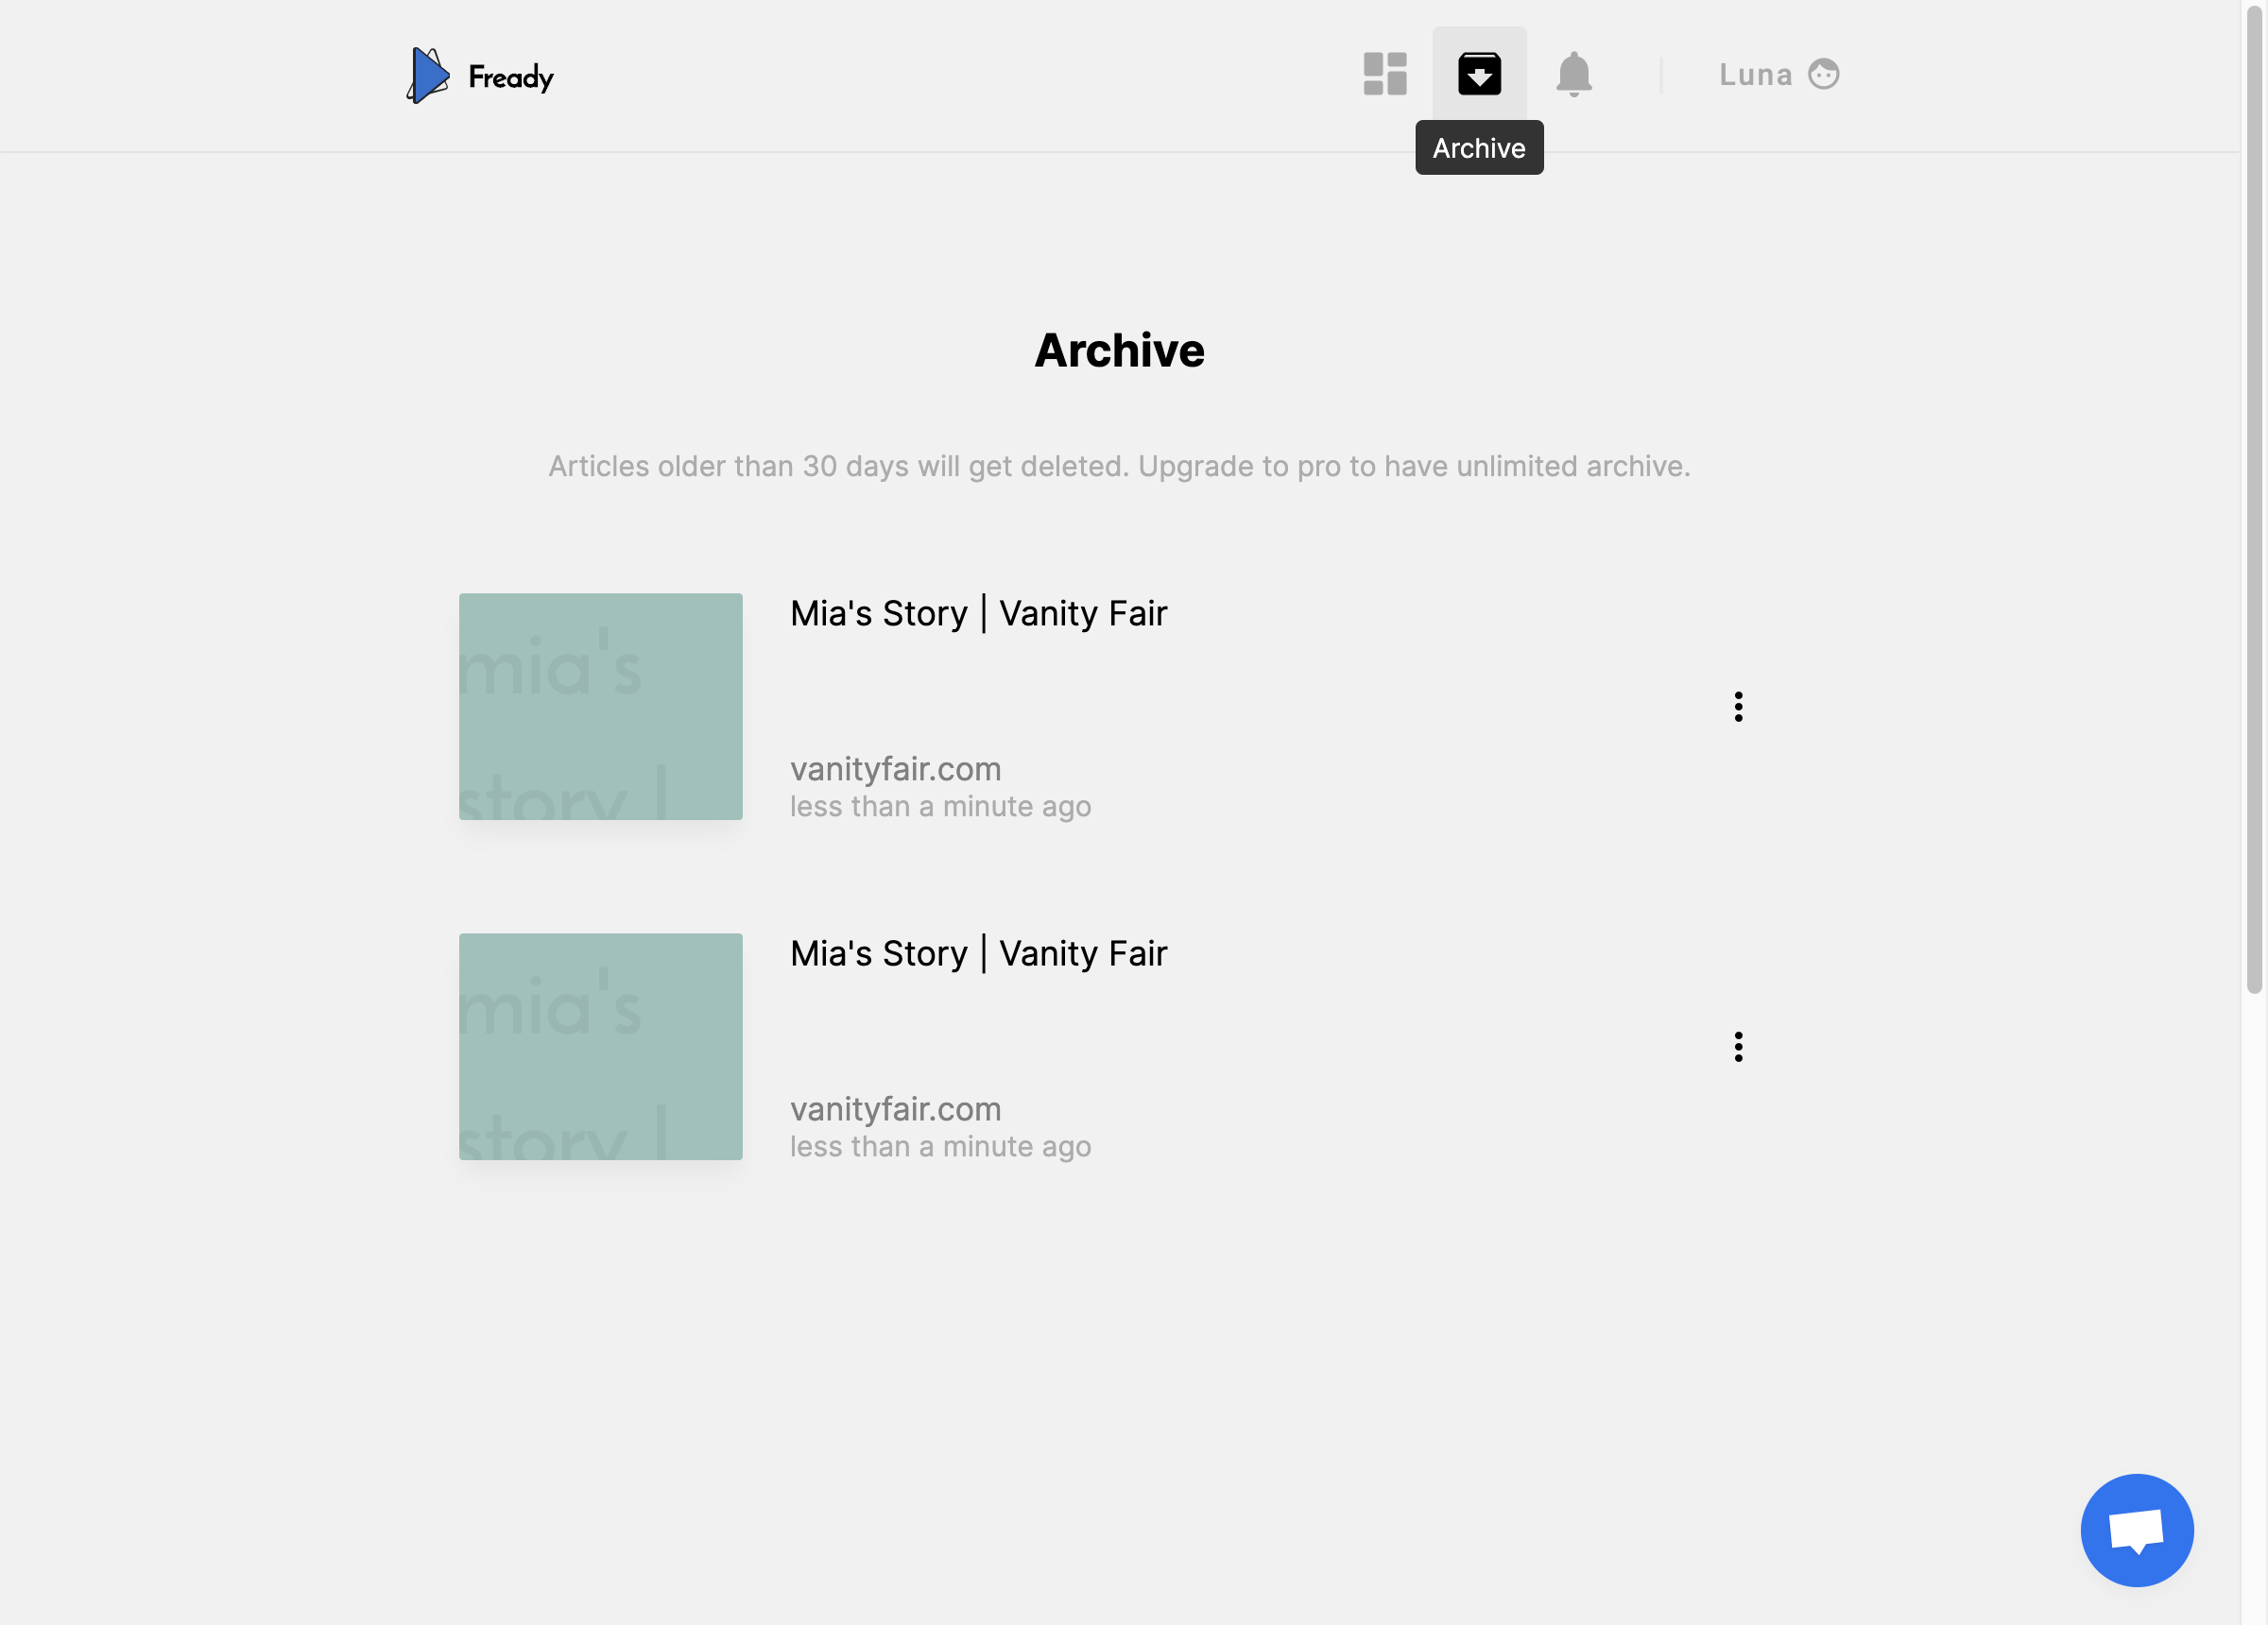 Fready
Luna
Archive
Archive
Articles older than 30 days will get deleted. Upgrade to pro to have unlimited archive.
mia's
story |
Mia's Story | Vanity Fair
vanityfair.com
less than a minute ago
mia's
story |
Mia's Story | Vanity Fair
vanityfair.com
less than a minute ago